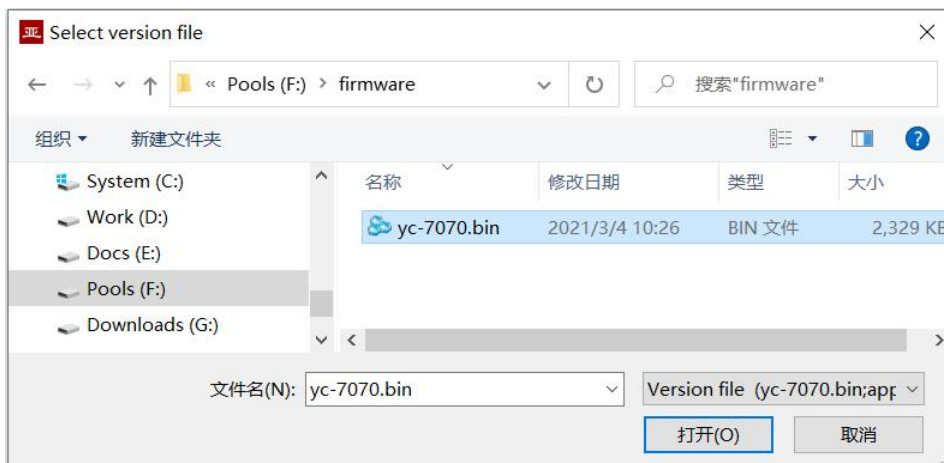 亚 Select version file
« Pools (F:) › firmware
搜索"firmware"
组织 新建文件夹
System (C:)
Work (D:)
Docs (E:)
Pools (F:)
Downloads (G:)
名称 修改日期 类型 大小
yc-7070.bin 2021/3/4 10:26 BIN 文件 2,329 KB
文件名(N): yc-7070.bin Version file (yc-7070.bin;app
打开(O) 取消